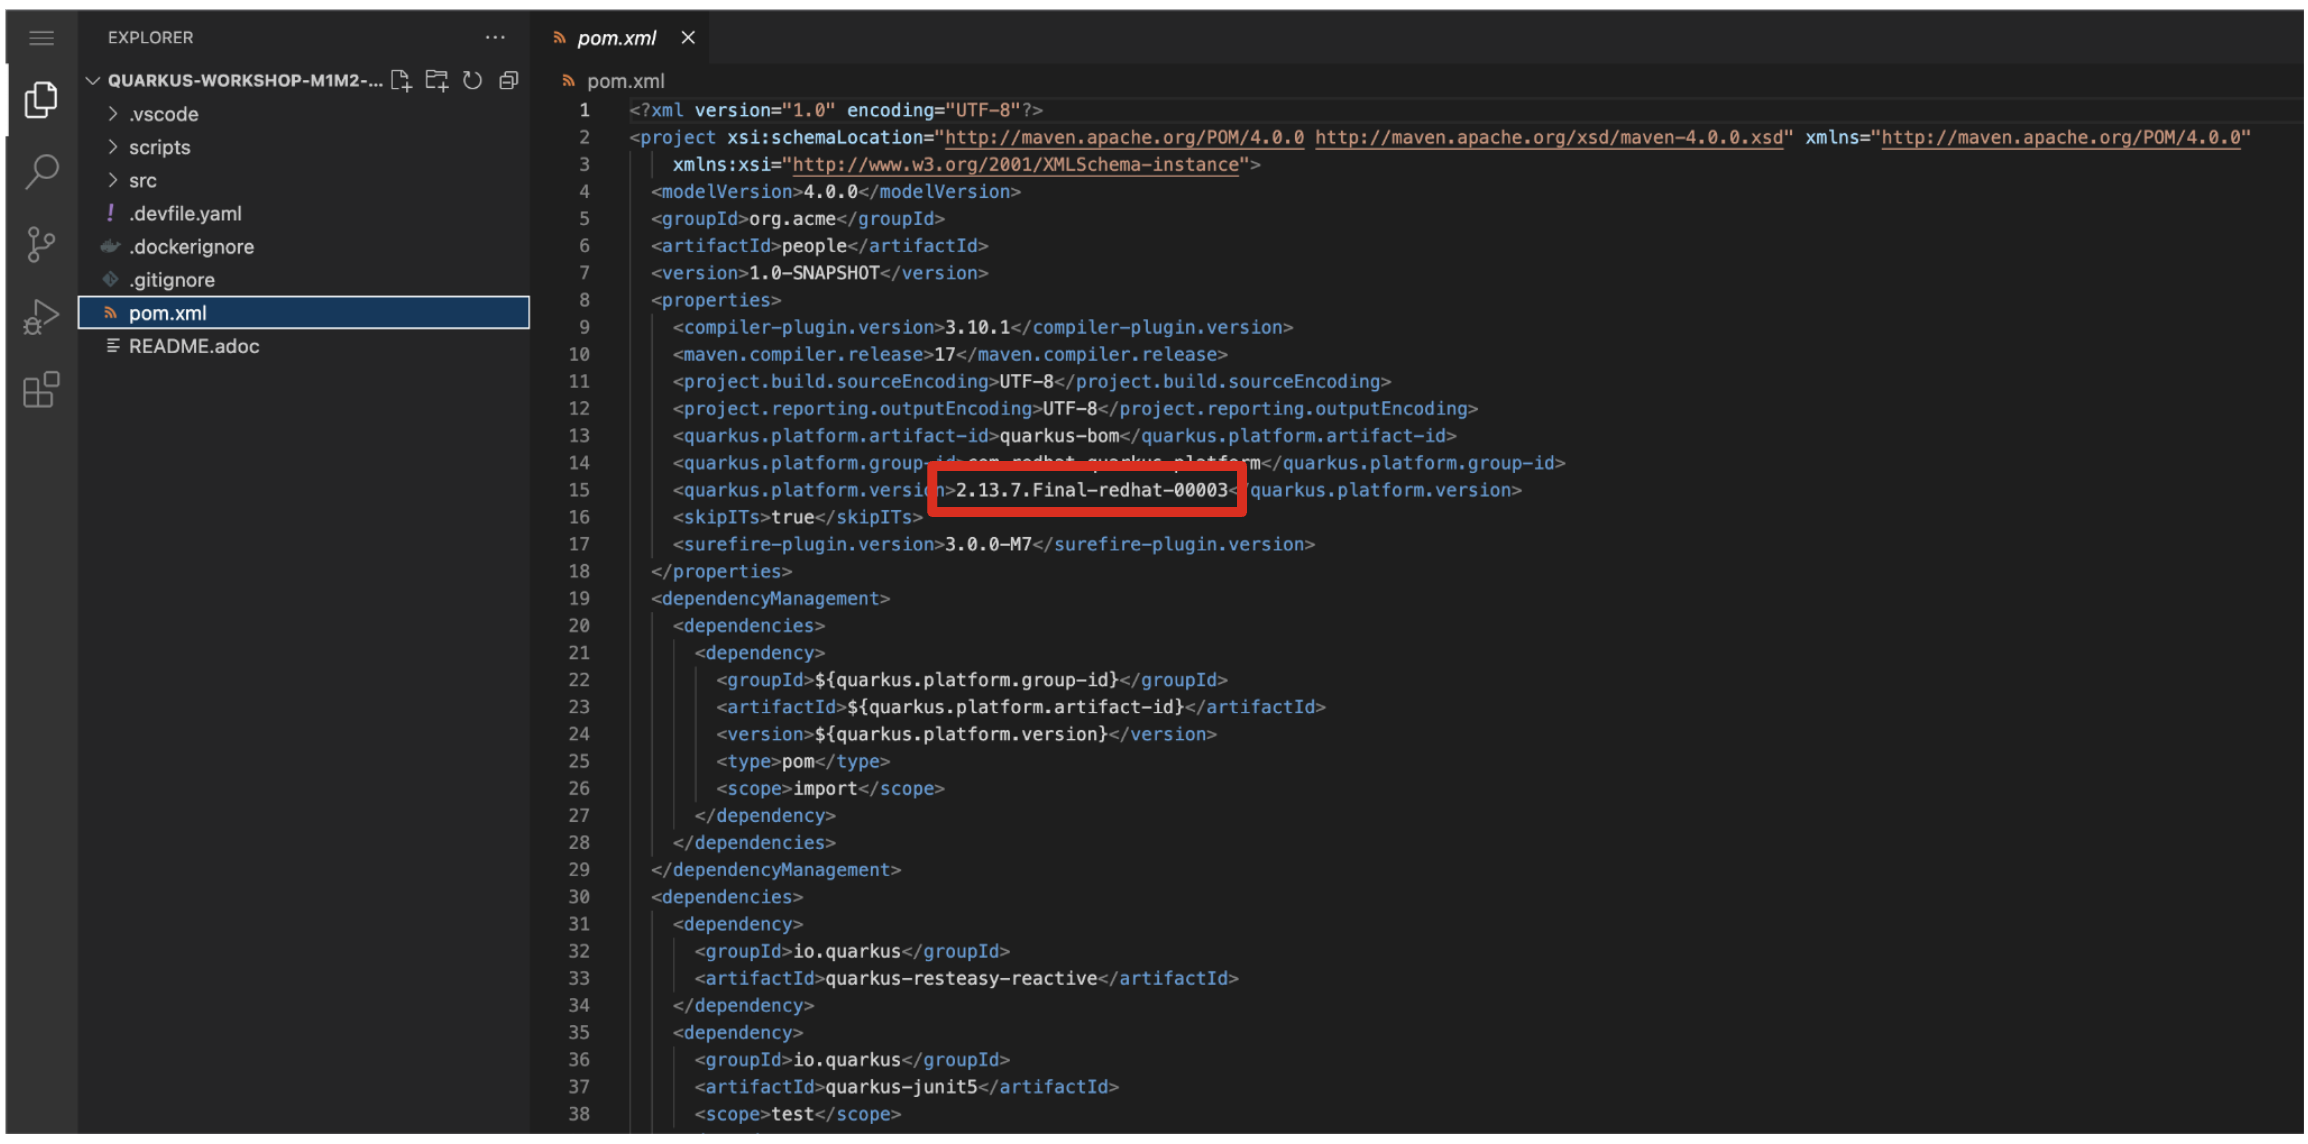 EXPLORER
QUARKUS-WORKSHOP-M1M2-...
.vscode
scripts
src
.devfile.yaml
.dockerignore
.gitignore
pom.xml
README.adoc
pom.xml
pom.xml
1 <?xml version="1.0" encoding="UTF-8"?>
2 <project xsi:schemaLocation="http://maven.apache.org/POM/4.0.0 http://maven.apache.org/xsd/maven-4.0.0.xsd" xmlns="http://maven.apache.org/POM/4.0.0"
3 xmlns:xsi="http://www.w3.org/2001/XMLSchema-instance">
4 <modelVersion>4.0.0</modelVersion>
5 <groupId>org.acme</groupId>
6 <artifactId>people</artifactId>
7 <version>1.0-SNAPSHOT</version>
8 <properties>
9 <compiler-plugin.version>3.10.1</compiler-plugin.version>
10 <maven.compiler.release>17</maven.compiler.release>
11 <project.build.sourceEncoding>UTF-8</project.build.sourceEncoding>
12 <project.reporting.outputEncoding>UTF-8</project.reporting.outputEncoding>
13 <quarkus.platform.artifact-id>quarkus-bom</quarkus.platform.artifact-id>
14 <quarkus.platform.group-id>com.redhat.quarkus.platform</quarkus.platform.group-id>
15 <quarkus.platform.version>2.13.7.Final-redhat-00003</quarkus.platform.version>
16 <skipITs>true</skipITs>
17 <surefire-plugin.version>3.0.0-M7</surefire-plugin.version>
18 </properties>
19 <dependencyManagement>
20 <dependencies>
21 <dependency>
22 <groupId>${quarkus.platform.group-id}</groupId>
23 <artifactId>${quarkus.platform.artifact-id}</artifactId>
24 <version>${quarkus.platform.version}</version>
25 <type>pom</type>
26 <scope>import</scope>
27 </dependency>
28 </dependencies>
29 </dependencyManagement>
30 <dependencies>
31 <dependency>
32 <groupId>io.quarkus</groupId>
33 <artifactId>quarkus-resteasy-reactive</artifactId>
34 </dependency>
35 <dependency>
36 <groupId>io.quarkus</groupId>
37 <artifactId>quarkus-junit5</artifactId>
38 <scope>test</scope>